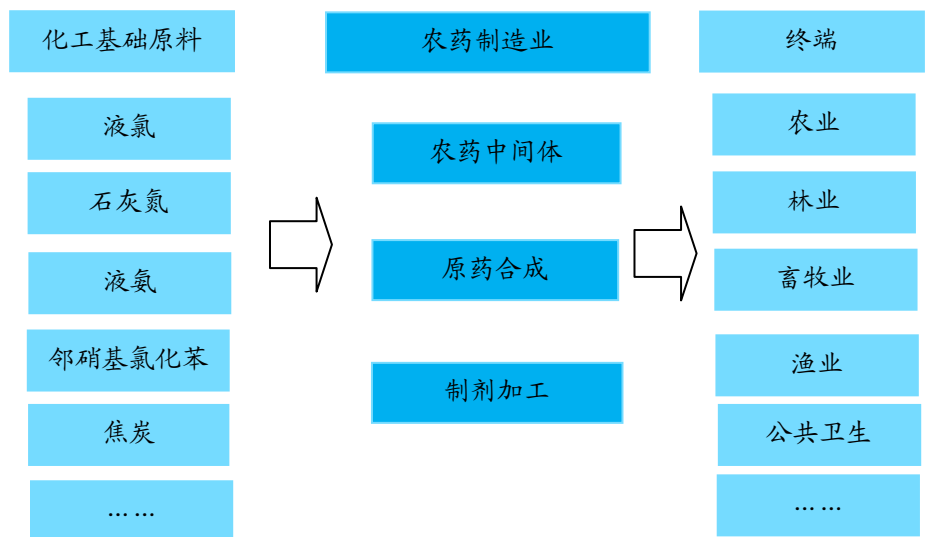 化工基础原料
液氯
石灰氮
液氨
邻硝基氯化苯
焦炭
……
农药制造业
农药中间体
原药合成
制剂加工
终端
农业
林业
畜牧业
渔业
公共卫生
……